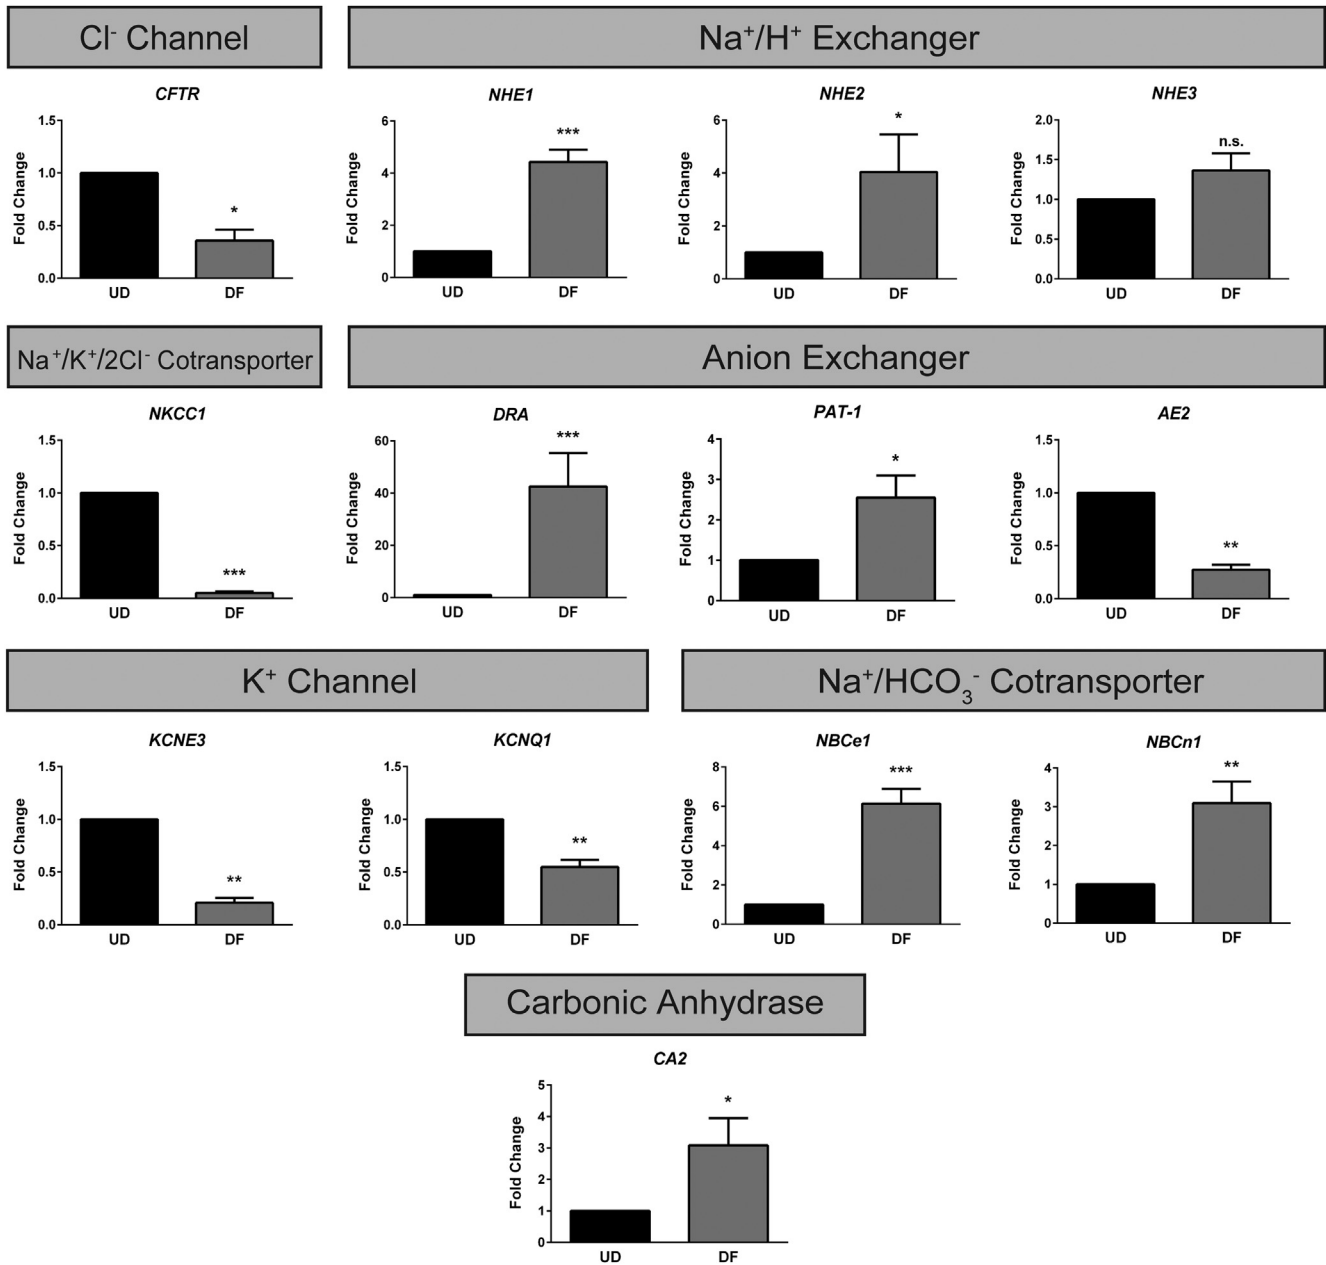 Cl⁻ Channel
Na⁺/H⁺ Exchanger
CFTR
Fold Change
1.5
1.0
0.5
0.0
*
UD DF
NHE1
Fold Change
6
4
2
0
***
UD DF
NHE2
Fold Change
6
4
2
0
*
UD DF
NHE3
Fold Change
2.0
1.5
1.0
0.5
0.0
n.s.
UD DF
Na⁺/K⁺/2Cl⁻ Cotransporter
Anion Exchanger
NKCC1
Fold Change
1.5
1.0
0.5
0.0
***
UD DF
DRA
Fold Change
60
40
20
0
***
UD DF
PAT-1
Fold Change
4
3
2
1
0
*
UD DF
AE2
Fold Change
1.5
1.0
0.5
0.0
**
UD DF
K⁺ Channel
Na⁺/HCO₃⁻ Cotransporter
KCNE3
Fold Change
1.5
1.0
0.5
0.0
**
UD DF
KCNQ1
Fold Change
1.5
1.0
0.5
0.0
**
UD DF
NBCe1
Fold Change
8
6
4
2
0
***
UD DF
NBCn1
Fold Change
4
3
2
1
0
**
UD DF
Carbonic Anhydrase
CA2
Fold Change
5
4
3
2
1
0
*
UD DF